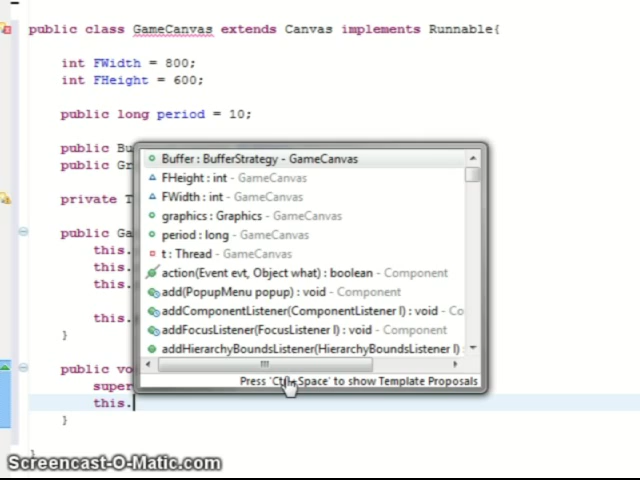 public class GameCanvas extends Canvas implements Runnable{
int FWidth = 800;
int FHeight = 600;
public long period = 10;
public Bu
public Gr
private T
public Ga
this.
this.
this.
this.
}
public vo
super
this.
}
}
Buffer : BufferStrategy - GameCanvas
FHeight : int - GameCanvas
FWidth : int - GameCanvas
graphics : Graphics - GameCanvas
period : long - GameCanvas
t : Thread - GameCanvas
action(Event evt, Object what) : boolean - Component
add(PopupMenu popup) : void - Component
addComponentListener(ComponentListener l) : void - Co
addFocusListener(FocusListener l) : void - Component
addHierarchyBoundsListener(HierarchyBoundsListener l)
Press 'Ctrl+Space' to show Template Proposals
Screencast-O-Matic.com